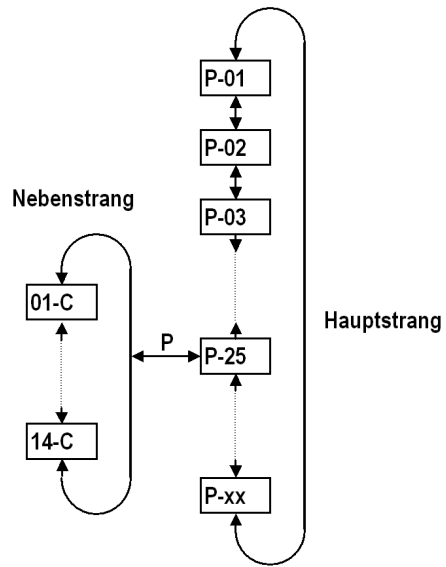 P-01
P-02
P-03
Nebenstrang
01-C
Hauptstrang
P
P-25
14-C
P-xx